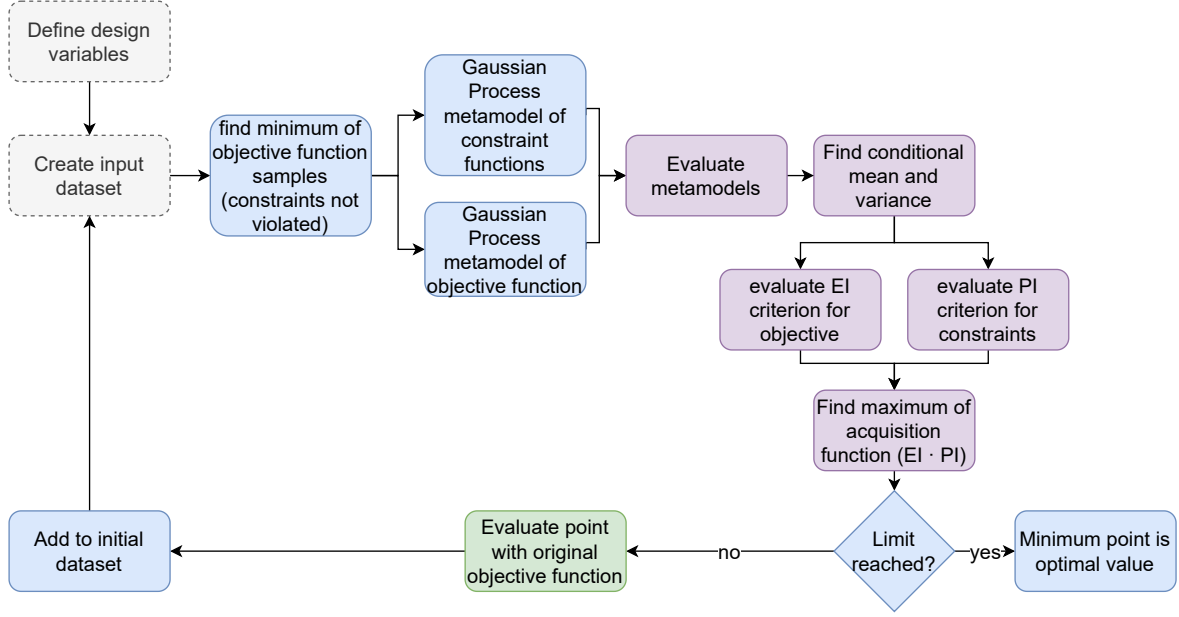 Define design
variables
Create input
dataset
find minimum of
objective function
samples
(constraints not
violated)
Gaussian
Process
metamodel of
constraint
functions
Gaussian
Process
metamodel of
objective function
Evaluate
metamodels
Find conditional
mean and
variance
evaluate EI
criterion for
objective
evaluate PI
criterion for
constraints
Find maximum of
acquisition
function (EI · PI)
Limit
reached?
yes
Minimum point is
optimal value
no
Evaluate point
with original
objective function
Add to initial
dataset